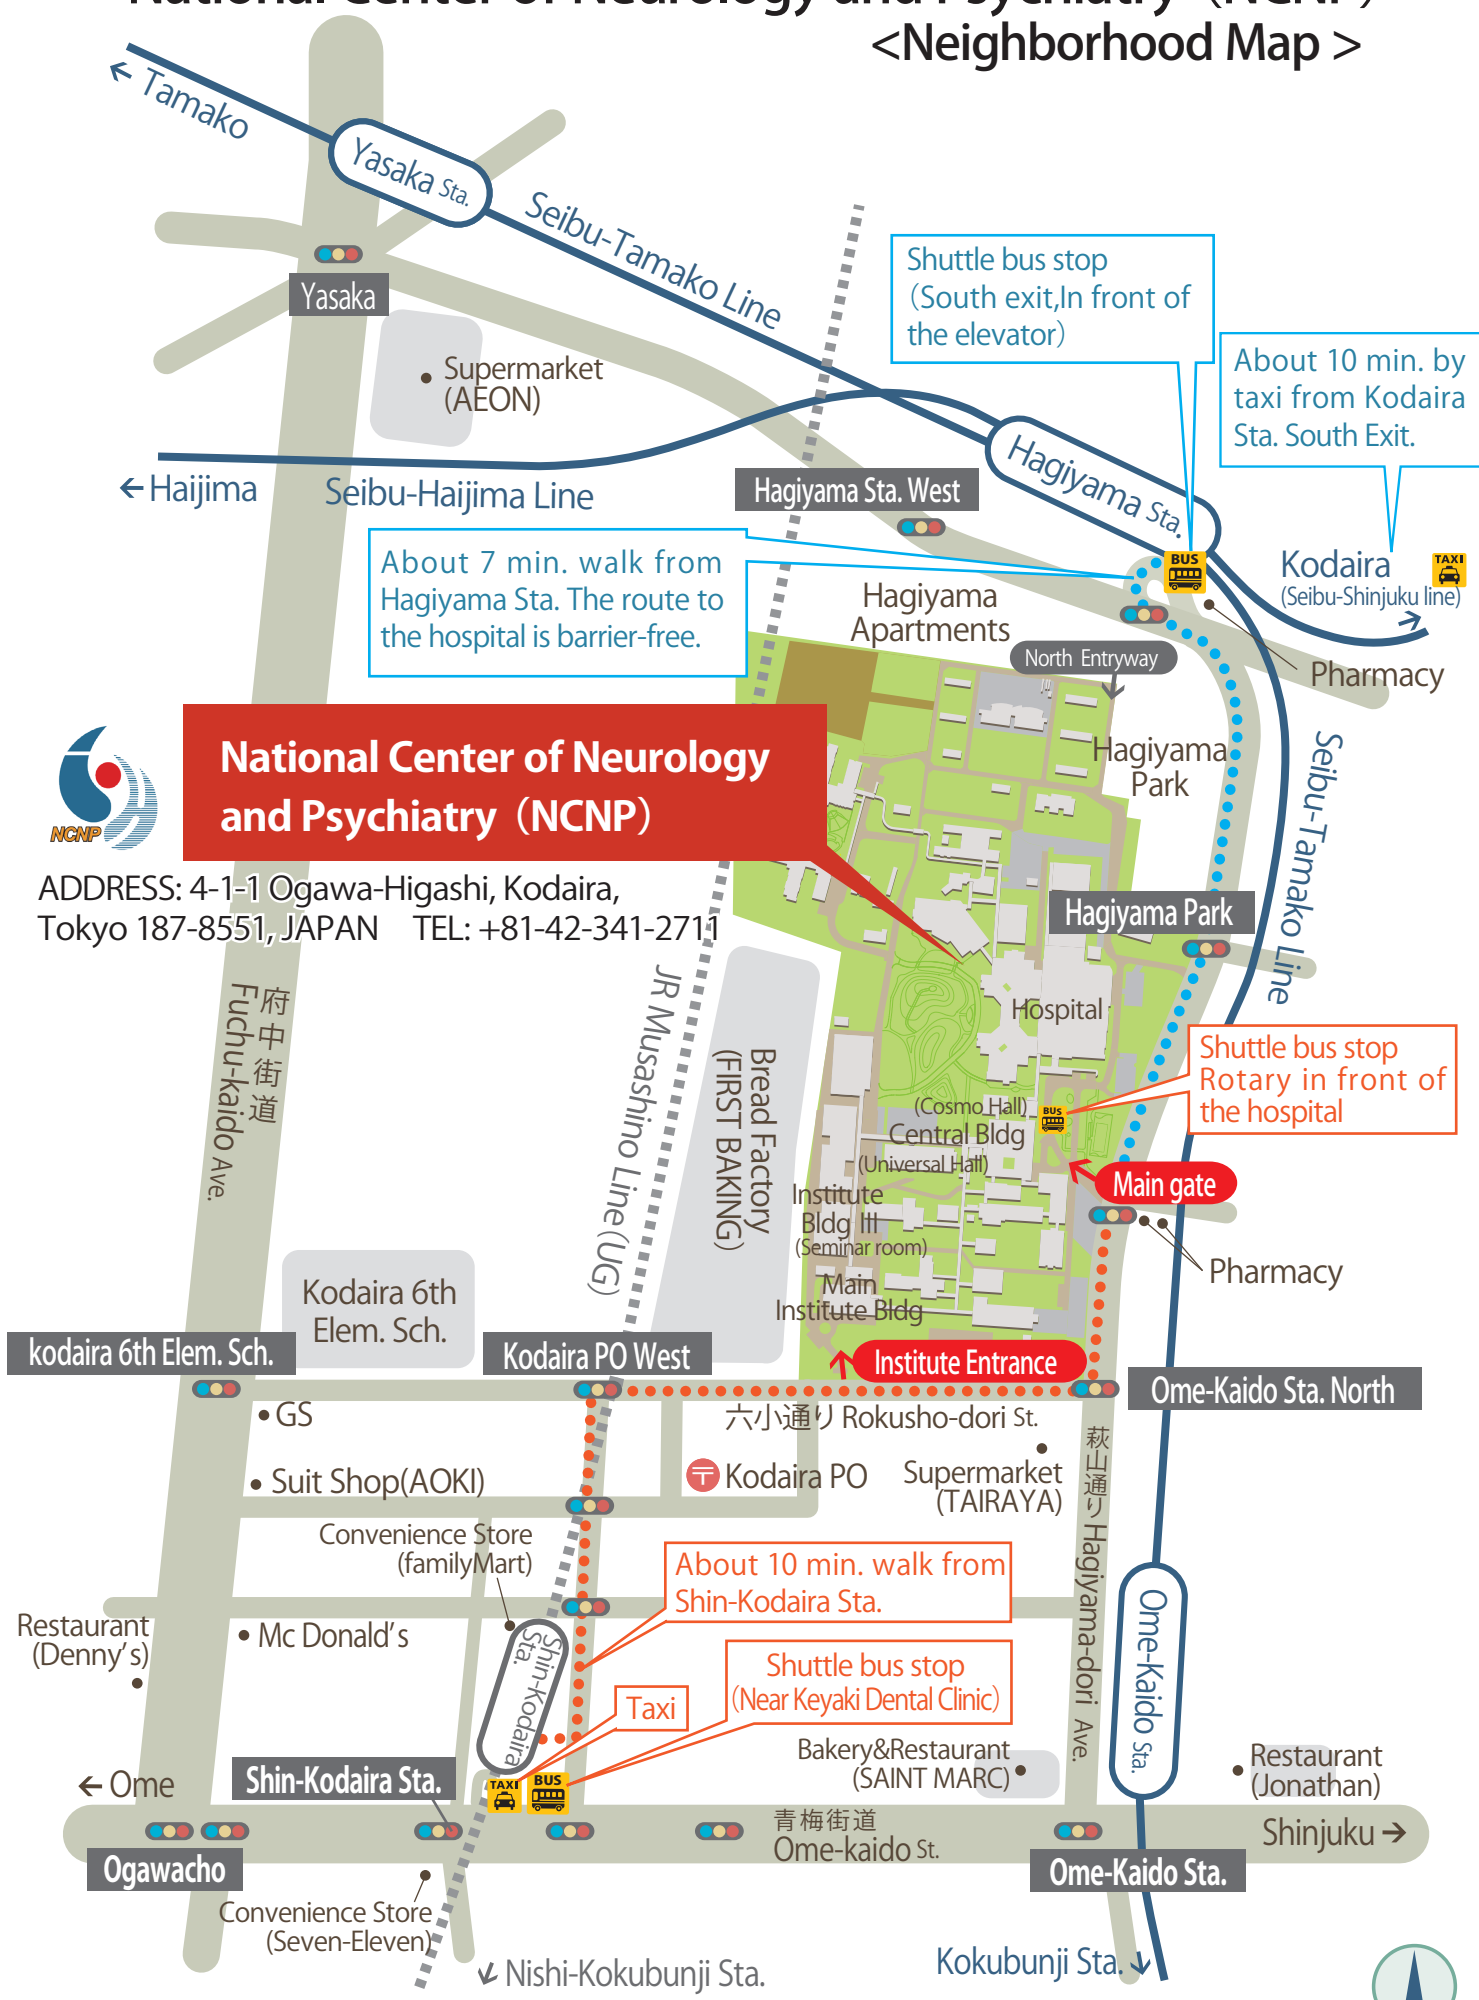 National Center of Neurology and Psychiatry (NCNP)
<Neighborhood Map >
← Tamako
Yasaka Sta.
Seibu-Tamako Line
Yasaka
Supermarket
(AEON)
Shuttle bus stop
(South exit,In front of
the elevator)
About 10 min. by
taxi from Kodaira
Sta. South Exit.
← Haijima
Seibu-Haijima Line
Hagiyama Sta. West
Hagiyama Sta.
BUS
TAXI
Kodaira
(Seibu-Shinjuku line)
→
About 7 min. walk from
Hagiyama Sta. The route to
the hospital is barrier-free.
Hagiyama
Apartments
North Entryway
Pharmacy
Hagiyama
Park
Seibu-Tamako Line
NCNP
National Center of Neurology
and Psychiatry (NCNP)
ADDRESS: 4-1-1 Ogawa-Higashi, Kodaira,
Tokyo 187-8551, JAPAN TEL: +81-42-341-2711
Hagiyama Park
府中街道
Fuchu-kaido Ave.
JR Musashino Line(UG)
Bread Factory
(FIRST BAKING)
Hospital
Shuttle bus stop
Rotary in front of
the hospital
(Cosmo Hall)
BUS
Central Bldg
(Universal Hall)
Main gate
Institute
Bldg III
(Seminar room)
Pharmacy
Main
Institute Bldg
Kodaira 6th
Elem. Sch.
kodaira 6th Elem. Sch.
Kodaira PO West
Institute Entrance
Ome-Kaido Sta. North
GS
六小通り Rokusho-dori St.
Suit Shop(AOKI)
〒 Kodaira PO
Supermarket
(TAIRAYA)
萩山通り Hagiyama-dori Ave.
Convenience Store
(familyMart)
About 10 min. walk from
Shin-Kodaira Sta.
Restaurant
(Denny's)
Mc Donald's
Shin-Kodaira
Sta.
Shuttle bus stop
(Near Keyaki Dental Clinic)
Taxi
Ome-Kaido Sta.
Bakery&Restaurant
(SAINT MARC)
Restaurant
(Jonathan)
← Ome
Shin-Kodaira Sta.
TAXI
BUS
青梅街道
Ome-kaido St.
Shinjuku →
Ogawacho
Ome-Kaido Sta.
Convenience Store
(Seven-Eleven)
↙ Nishi-Kokubunji Sta.
Kokubunji Sta. ↓